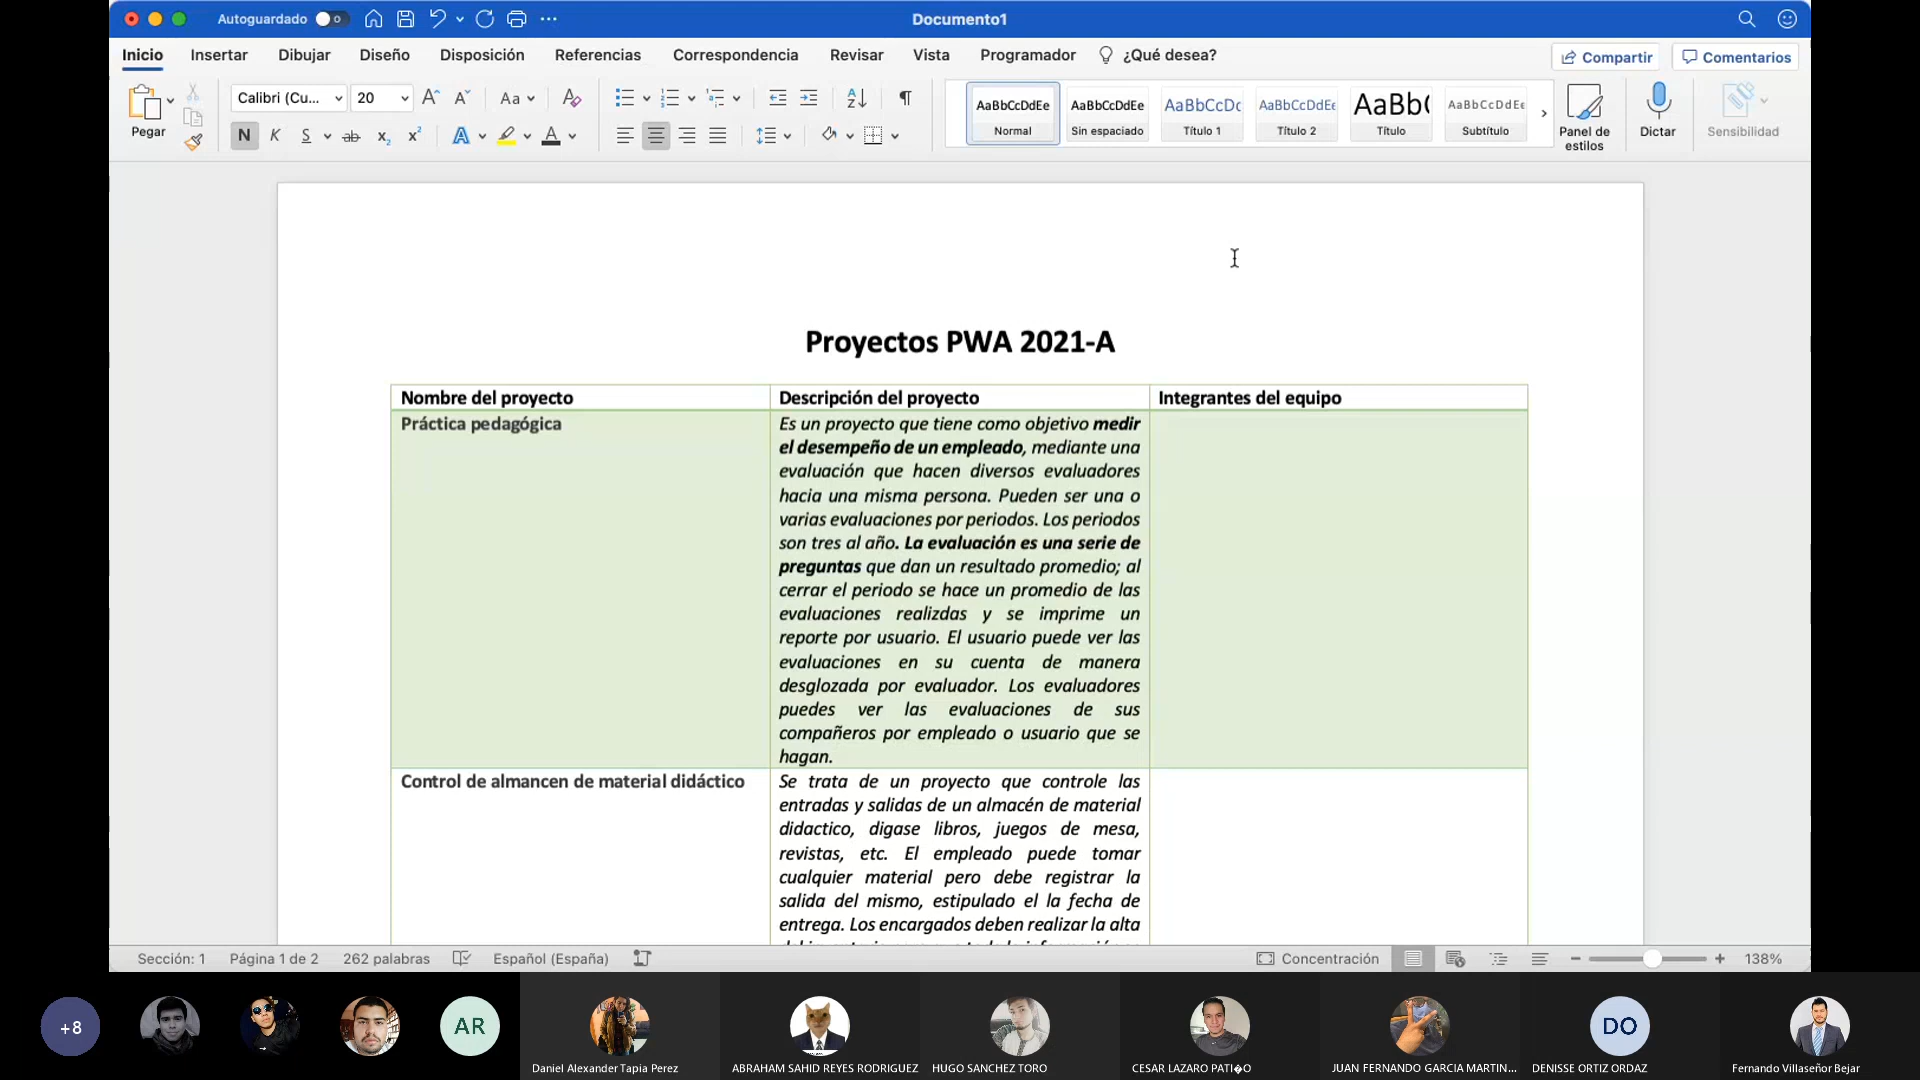 Autoguardado
Documento1
Inicio Insertar Dibujar Diseño Disposición Referencias Correspondencia Revisar Vista Programador ¿Qué desea? Compartir Comentarios
Pegar
Calibri (Cu... 20
N K S ab x₂ x²
AaBbCcDdEe Normal
AaBbCcDdEe Sin espaciado
AaBbCcDc Título 1
AaBbCcDdEe Título 2
AaBb( Título
AaBbCcDdEe Subtítulo
Panel de estilos
Dictar
Sensibilidad
Proyectos PWA 2021-A
Nombre del proyecto Descripción del proyecto Integrantes del equipo
Práctica pedagógica
Es un proyecto que tiene como objetivo medir
el desempeño de un empleado, mediante una
evaluación que hacen diversos evaluadores
hacia una misma persona. Pueden ser una o
varias evaluaciones por periodos. Los periodos
son tres al año. La evaluación es una serie de
preguntas que dan un resultado promedio; al
cerrar el periodo se hace un promedio de las
evaluaciones realizdas y se imprime un
reporte por usuario. El usuario puede ver las
evaluaciones en su cuenta de manera
desglozada por evaluador. Los evaluadores
puedes ver las evaluaciones de sus
compañeros por empleado o usuario que se
hagan.
Control de almancen de material didáctico
Se trata de un proyecto que controle las
entradas y salidas de un almacén de material
didactico, digase libros, juegos de mesa,
revistas, etc. El empleado puede tomar
cualquier material pero debe registrar la
salida del mismo, estipulado el la fecha de
entrega. Los encargados deben realizar la alta
Sección: 1 Página 1 de 2 262 palabras Español (España) Concentración 138%
+8
AR
DO
Daniel Alexander Tapia Perez
ABRAHAM SAHID REYES RODRIGUEZ
HUGO SANCHEZ TORO
CESAR LAZARO PATI�O
JUAN FERNANDO GARCIA MARTIN...
DENISSE ORTIZ ORDAZ
Fernando Villaseñor Bejar